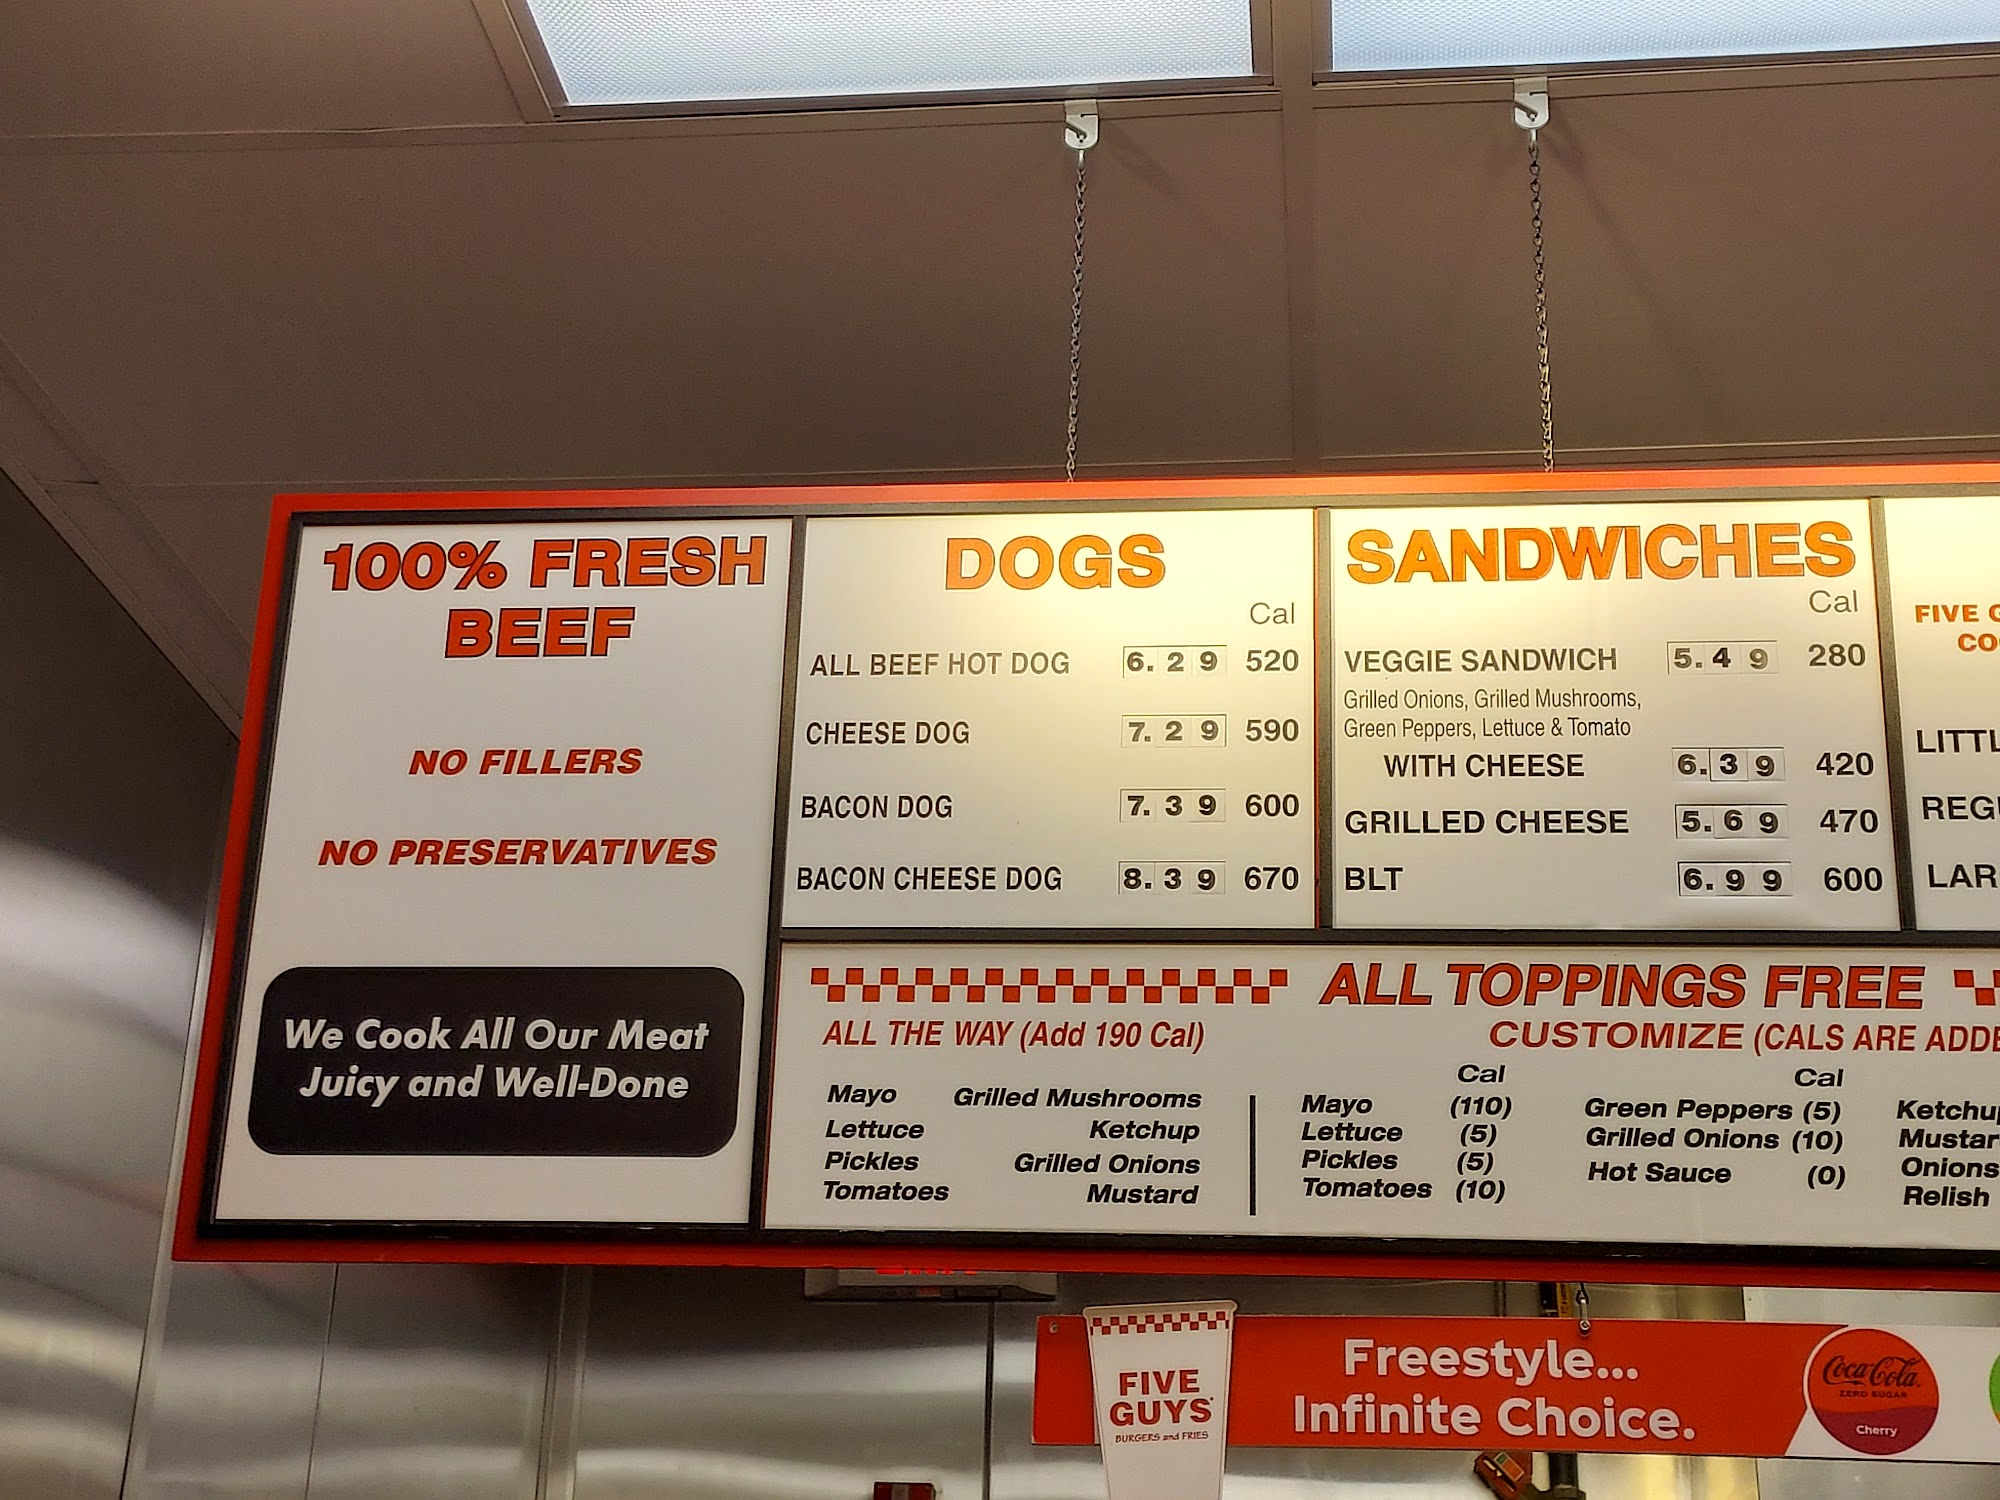 100% FRESH
BEEF
NO FILLERS
NO PRESERVATIVES
We Cook All Our Meat
Juicy and Well-Done
DOGS
Cal
ALL BEEF HOT DOG 6.29 520
CHEESE DOG 7.29 590
BACON DOG 7.39 600
BACON CHEESE DOG 8.39 670
SANDWICHES
Cal
VEGGIE SANDWICH 5.49 280
Grilled Onions, Grilled Mushrooms,
Green Peppers, Lettuce & Tomato
WITH CHEESE 6.39 420
GRILLED CHEESE 5.69 470
BLT 6.99 600
FIVE
ALL TOPPINGS FREE
ALL THE WAY (Add 190 Cal)
Mayo Grilled Mushrooms
Lettuce Ketchup
Pickles Grilled Onions
Tomatoes Mustard
CUSTOMIZE (CALS ARE
Cal
Mayo (110)
Lettuce (5)
Pickles (5)
Tomatoes (10)
Cal
Green Peppers (5)
Grilled Onions (10)
Hot Sauce (0)
Onions
Relish
FIVE
GUYS
BURGERS and FRIES
Freestyle...
Infinite Choice.
Coca-Cola
ZERO SUGAR
Cherry